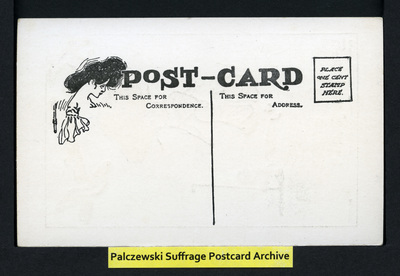 POST-CARD
THIS SPACE FOR
CORRESPONDENCE.
THIS SPACE FOR
ADDRESS.
PLACE
ONE CENT
STAMP
HERE.
Palczewski Suffrage Postcard Archive